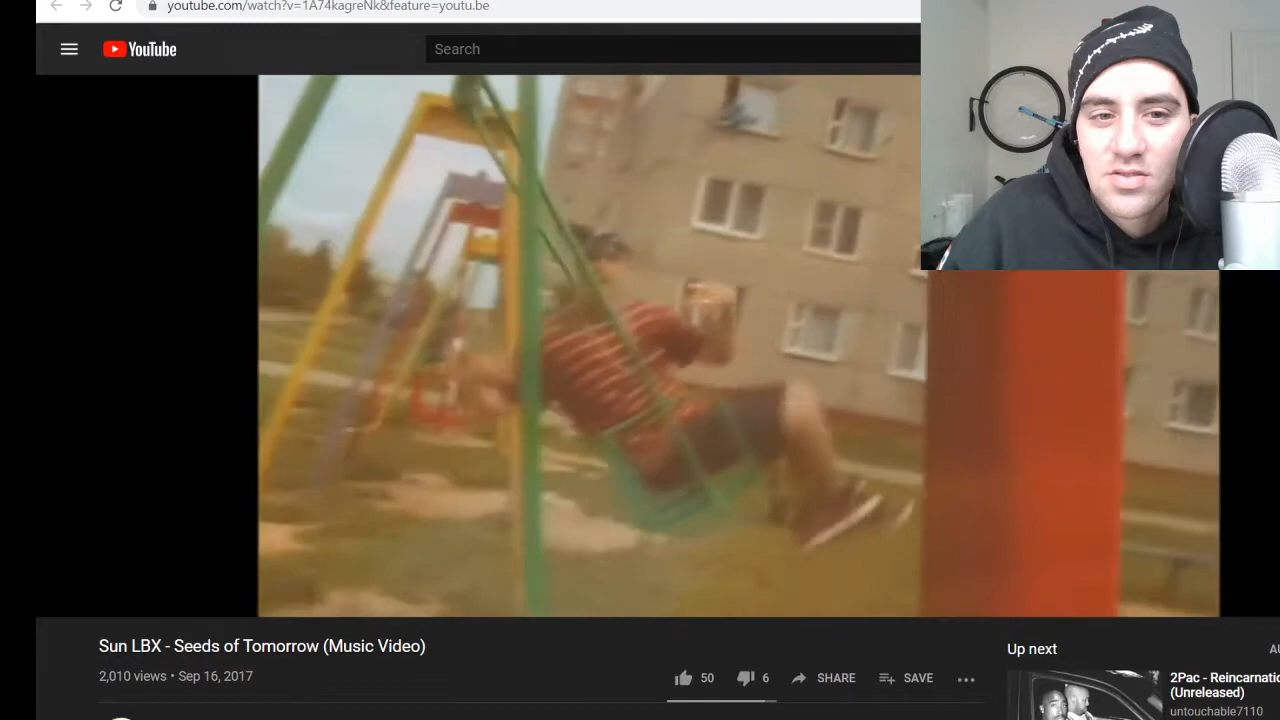 youtube.com/watch?v=1A74kagreNk&feature=youtu.be
YouTube
Search
Sun LBX - Seeds of Tomorrow (Music Video)
2,010 views • Sep 16, 2017
50
6
SHARE
SAVE
Up next
AU
2Pac - Reincarnatio
(Unreleased)
untouchable7110